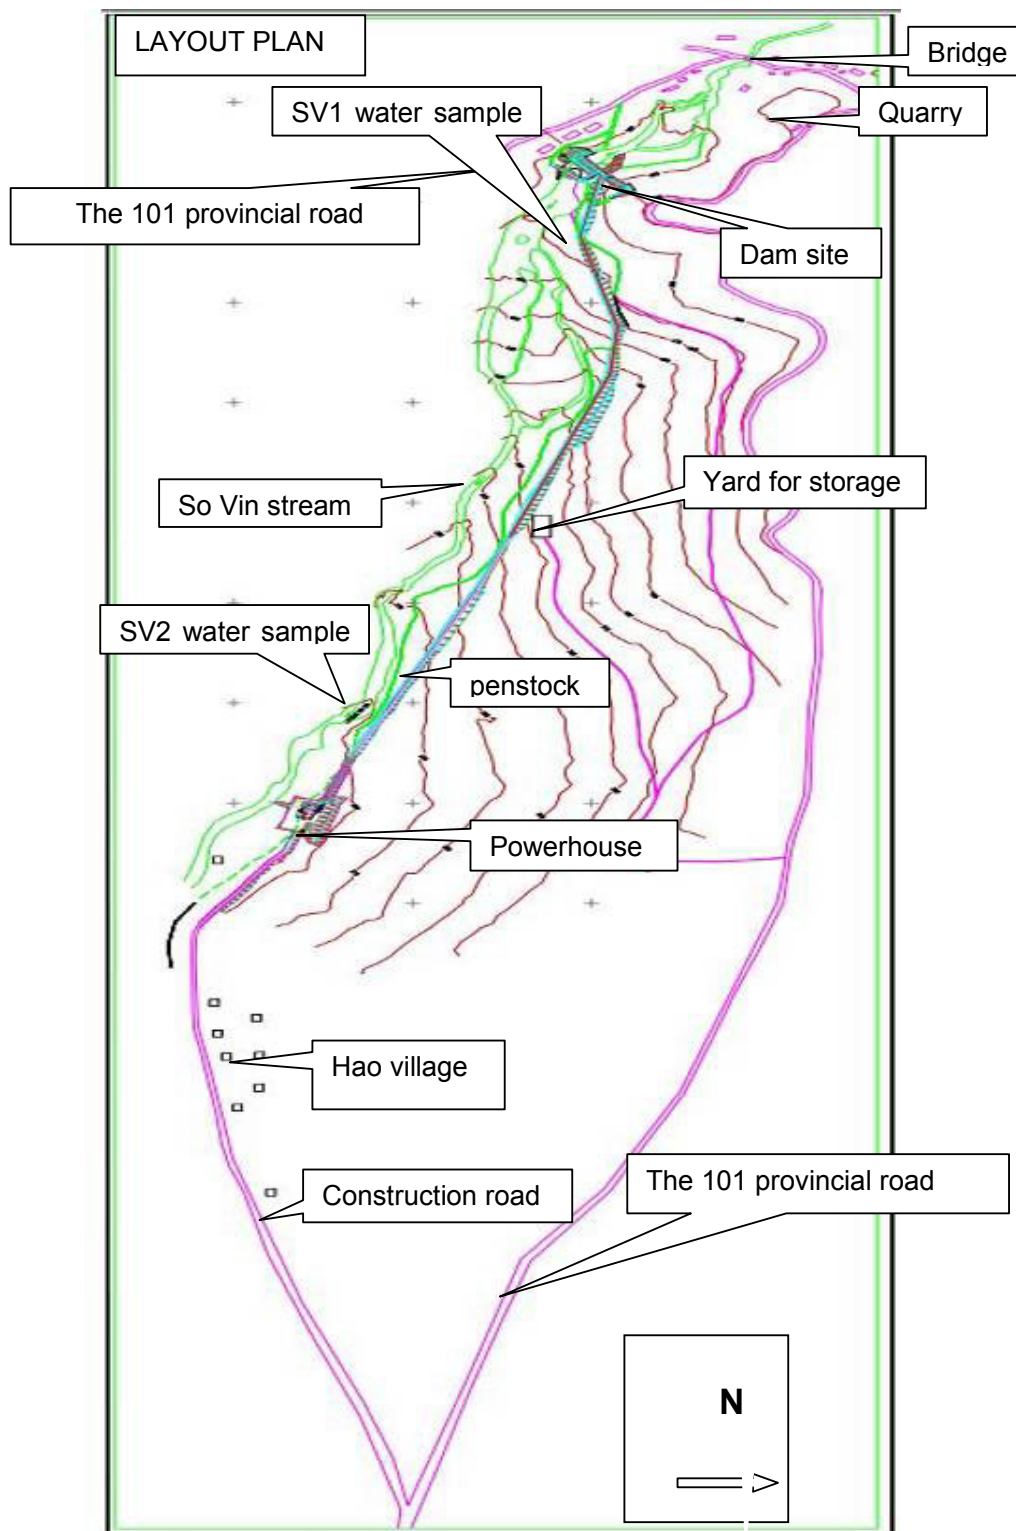 LAYOUT PLAN
Bridge
SV1 water sample
Quarry
The 101 provincial road
Dam site
Yard for storage
So Vin stream
SV2 water sample
penstock
Powerhouse
Hao village
The 101 provincial road
Construction road
N